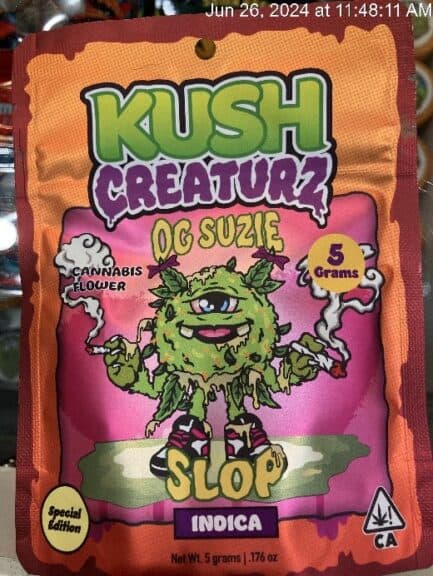 Jun 26, 2024 at 11:48:11 AM
KUSH
CREATURZ
OG SUZIE
5
Grams
CANNABIS
FLOWER
SLOP
Special
Edition
INDICA
CA
Net Wt. 5 grams | .176 oz